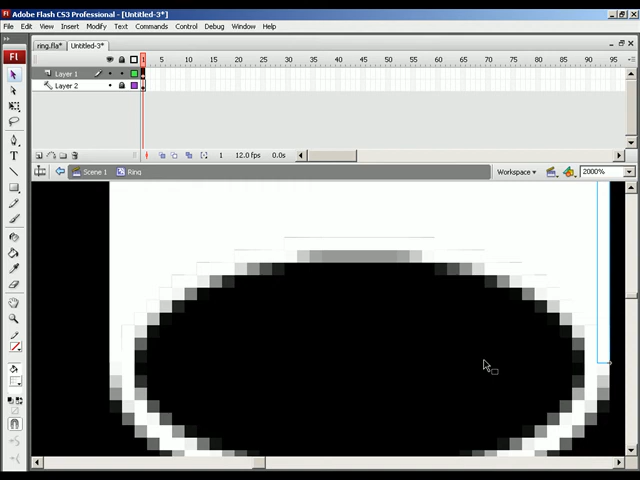 Adobe Flash CS3 Professional - [Untitled-3*]
File Edit View Insert Modify Text Commands Control Debug Window Help
ring.fla* Untitled-3*
Fl
1 5 10 15 20 25 30 35 40 45 50 55 60 65 70 75 80 85 90 95
Layer 1
Layer 2
1 12.0 fps 0.0s
Scene 1 Ring Workspace 2000%
T